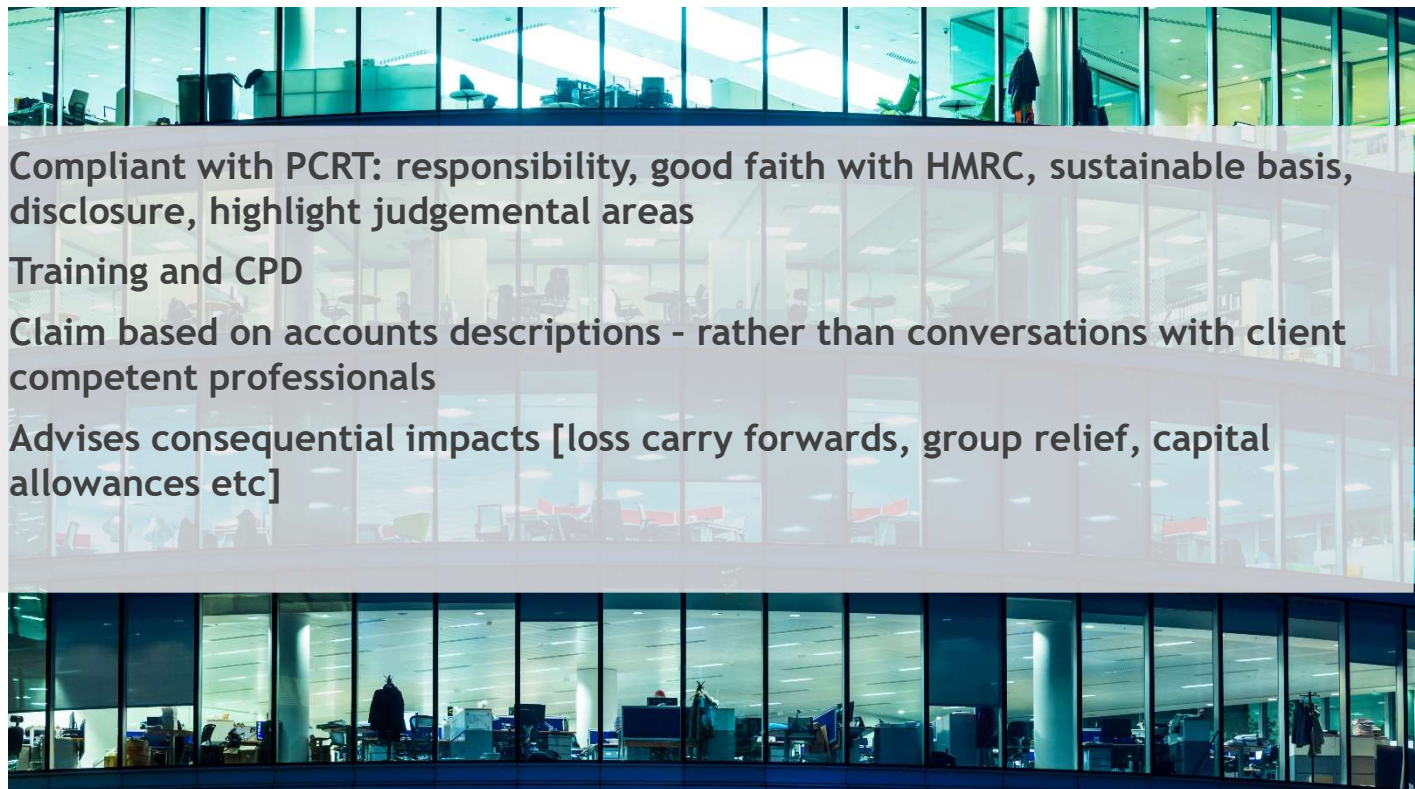 Compliant with PCRT: responsibility, good faith with HMRC, sustainable basis,
disclosure, highlight judgemental areas
Training and CPD
Claim based on accounts descriptions – rather than conversations with client
competent professionals
Advises consequential impacts [loss carry forwards, group relief, capital
allowances etc]